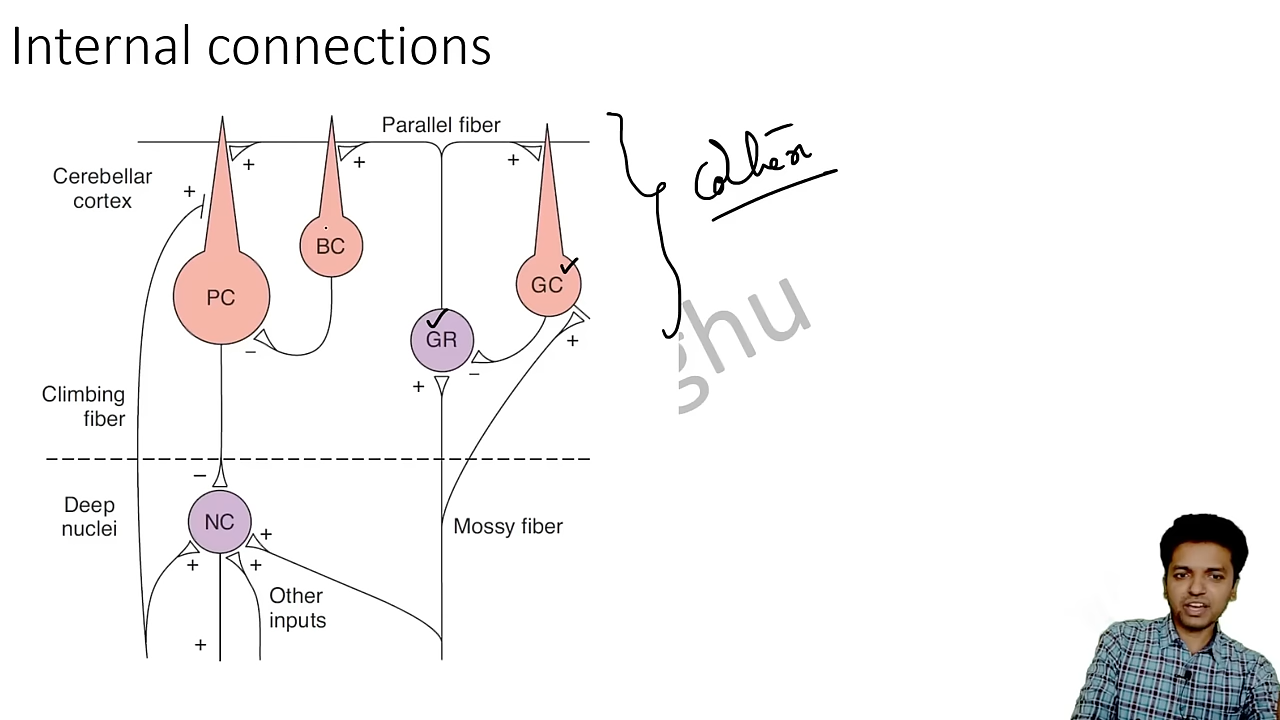 Internal connections
Parallel fiber
+
+
+
Cerebellar
cortex
+
BC
PC
GC
GR
−
−
+
+
Climbing
fiber
−
Deep
nuclei
NC
Mossy fiber
+
+
+
Other
inputs
+
ghu